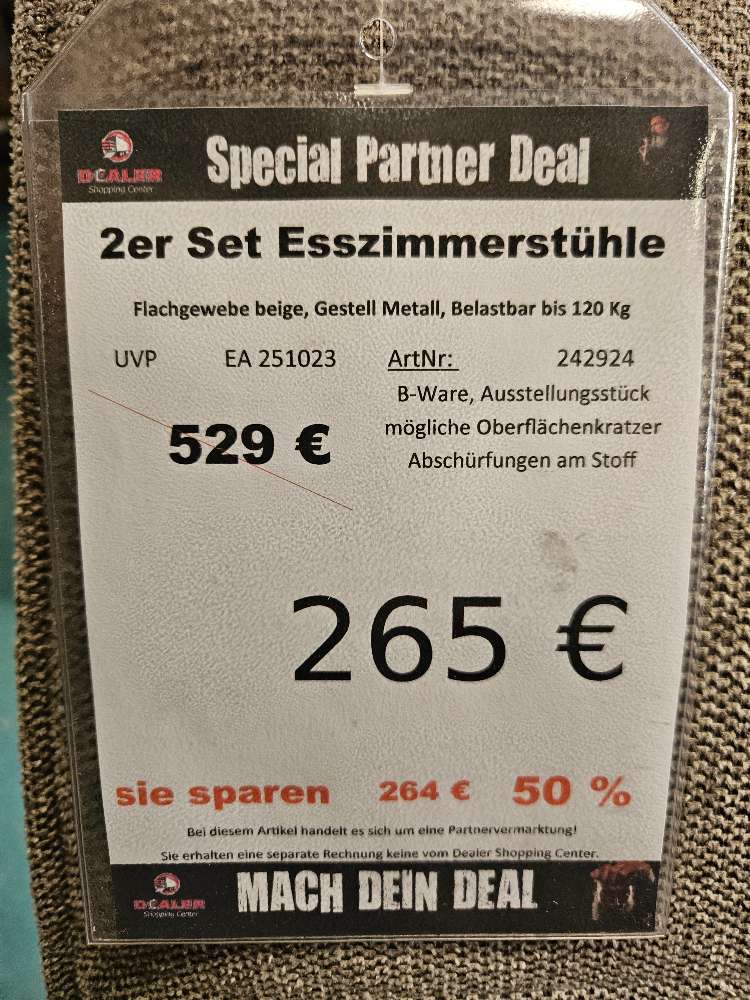 DEALER
Shopping Center
Special Partner Deal
2er Set Esszimmerstühle
Flachgewebe beige, Gestell Metall, Belastbar bis 120 Kg
UVP EA 251023 ArtNr: 242924
B-Ware, Ausstellungsstück
529 € mögliche Oberflächenkratzer
Abschürfungen am Stoff
265 €
sie sparen 264 € 50 %
Bei diesem Artikel handelt es sich um eine Partnervermarktung!
Sie erhalten eine separate Rechnung keine vom Dealer Shopping Center.
DEALER
Shopping Center
MACH DEIN DEAL